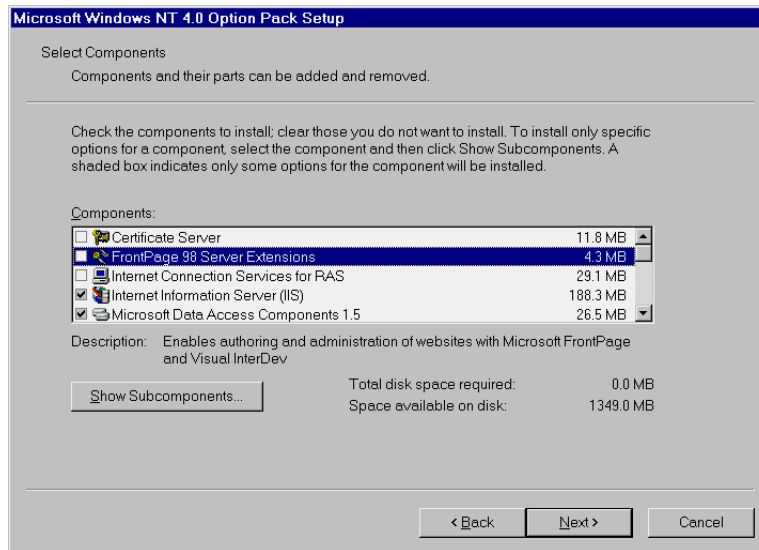 Microsoft Windows NT 4.0 Option Pack Setup
Select Components
Components and their parts can be added and removed.
Check the components to install; clear those you do not want to install. To install only specific
options for a component, select the component and then click Show Subcomponents. A
shaded box indicates only some options for the component will be installed.
Components:
Certificate Server 11.8 MB
FrontPage 98 Server Extensions 4.3 MB
Internet Connection Services for RAS 29.1 MB
Internet Information Server (IIS) 188.3 MB
Microsoft Data Access Components 1.5 26.5 MB
Description: Enables authoring and administration of websites with Microsoft FrontPage
and Visual InterDev
Show Subcomponents...
Total disk space required: 0.0 MB
Space available on disk: 1349.0 MB
< Back Next > Cancel